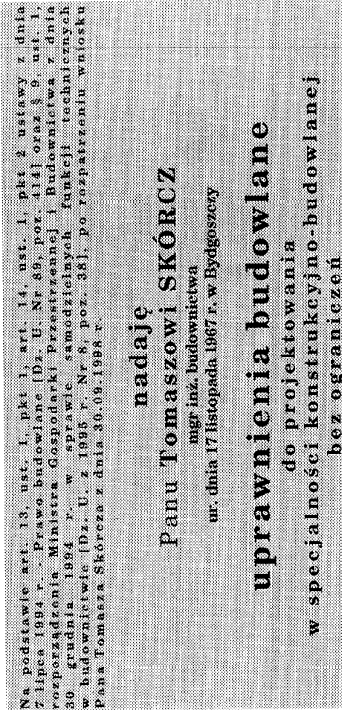 Na podstawie art. 13, ust. 1, pkt 1, art. 14, ust. 1, pkt 2 ustawy z dnia
7 lipca 1994 r. - Prawo budowlane [Dz. U. Nr 89, poz. 414] oraz § 9, ust. 1,
rozporządzenia Ministra Gospodarki Przestrzennej i Budownictwa z dnia
30 grudnia 1994 r. w sprawie samodzielnych funkcji technicznych
w budownictwie [Dz. U. z 1995 r. Nr 8, poz. 38], po rozpatrzeniu wniosku
Pana Tomasza Skórcza z dnia 30.09.1998 r.
nadaję
Panu Tomaszowi SKÓRCZ
mgr inż. budownictwa
ur. dnia 17 listopada 1967 r. w Bydgoszczy
uprawnienia budowlane
do projektowania
w specjalności konstrukcyjno-budowlanej
bez ograniczeń